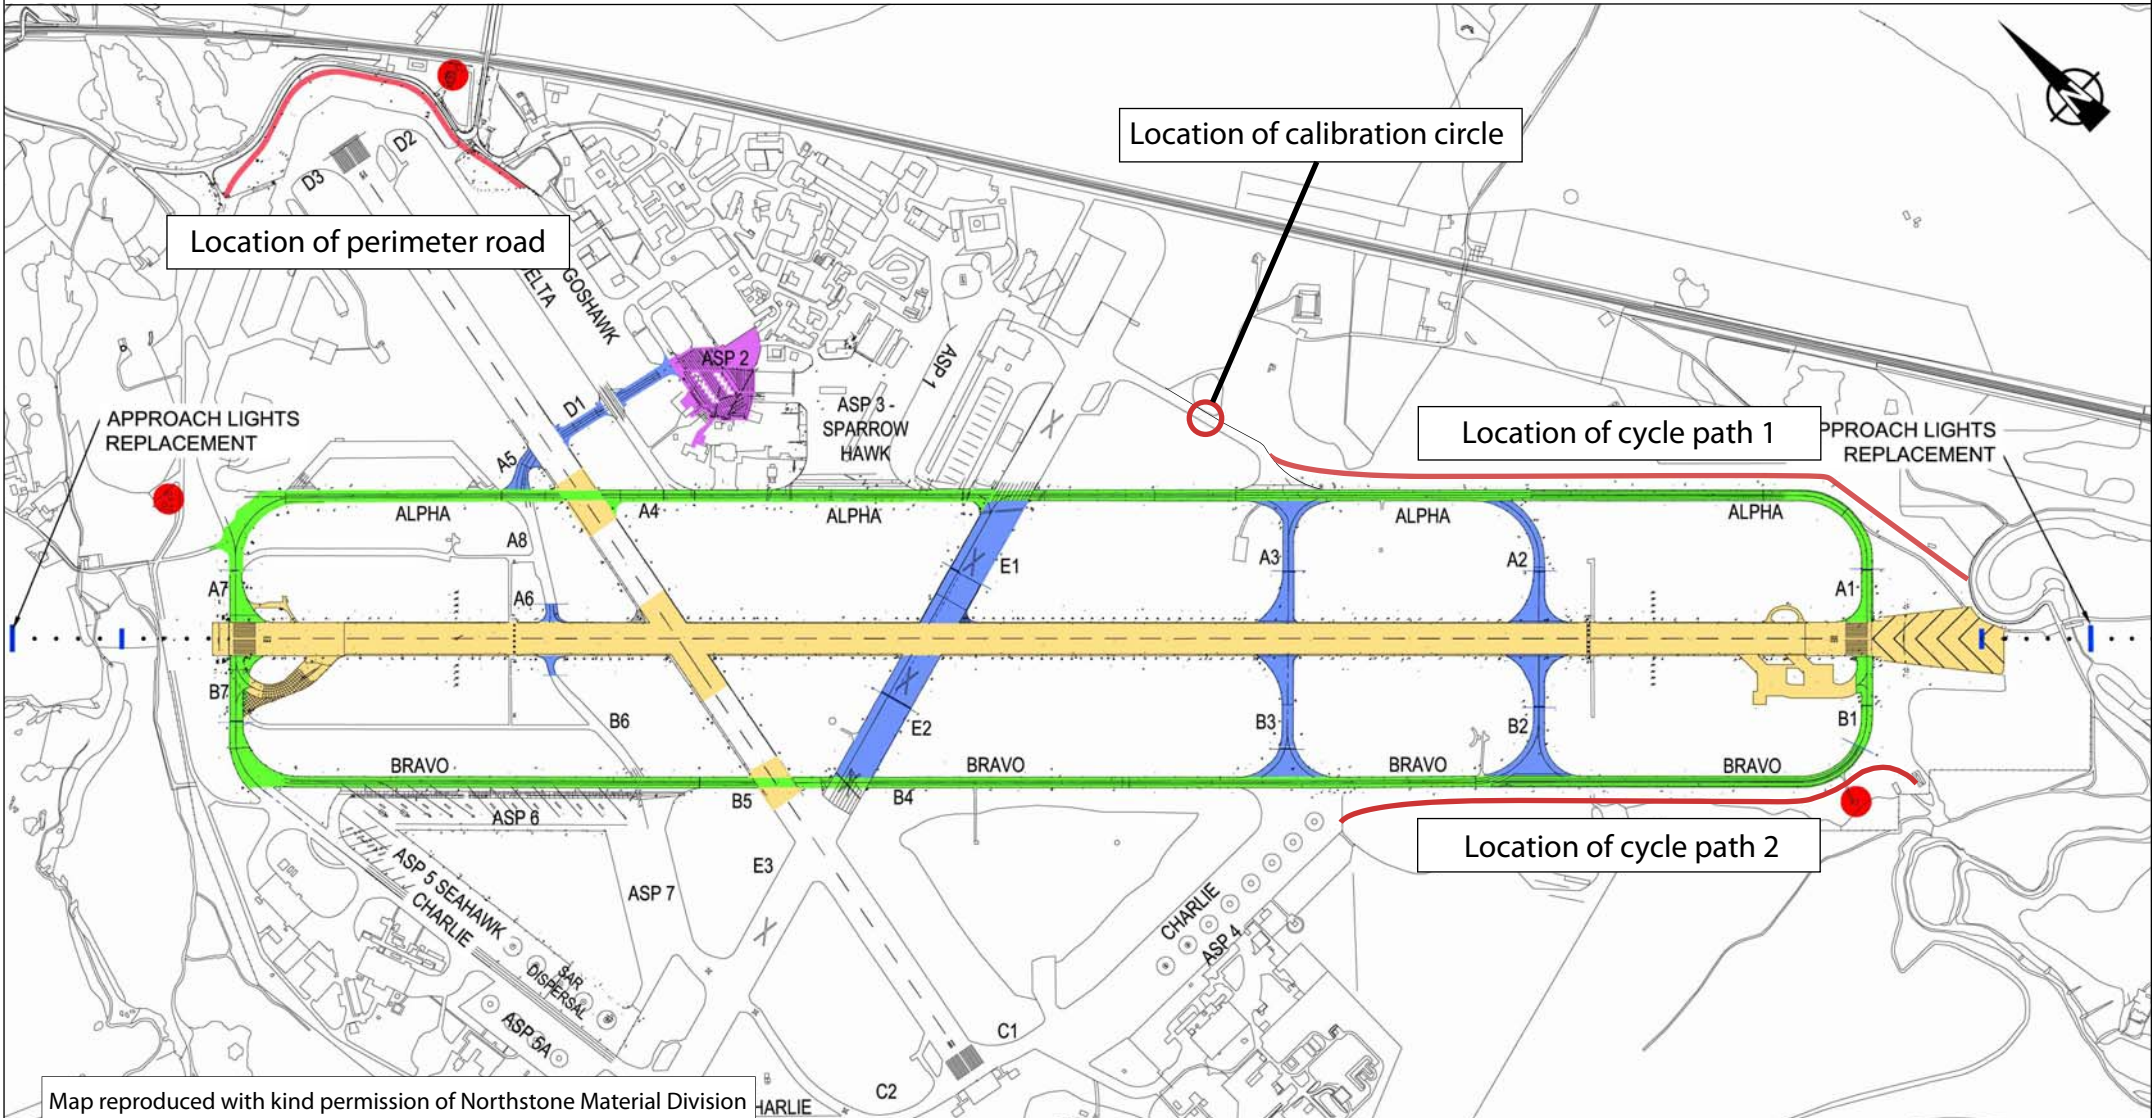 Location of calibration circle
D2
D3
Location of perimeter road
ELTA
GOSHAWK
ASP 2
ASP 1
D1
ASP 3 -
SPARROW
HAWK
APPROACH LIGHTS
REPLACEMENT
Location of cycle path 1
PPROACH LIGHTS
REPLACEMENT
A5
ALPHA
A4
ALPHA
ALPHA
ALPHA
A8
E1
A3
A2
A7
A6
A1
B7
B6
E2
B3
B2
B1
BRAVO
BRAVO
BRAVO
BRAVO
B5
B4
ASP 6
Location of cycle path 2
ASP 5 SEAHAWK
CHARLIE
E3
ASP 7
CHARLIE
ASP 4
SAR
DISPERSAL
ASP 5A
C1
C2
Map reproduced with kind permission of Northstone Material Division
HARLIE
N